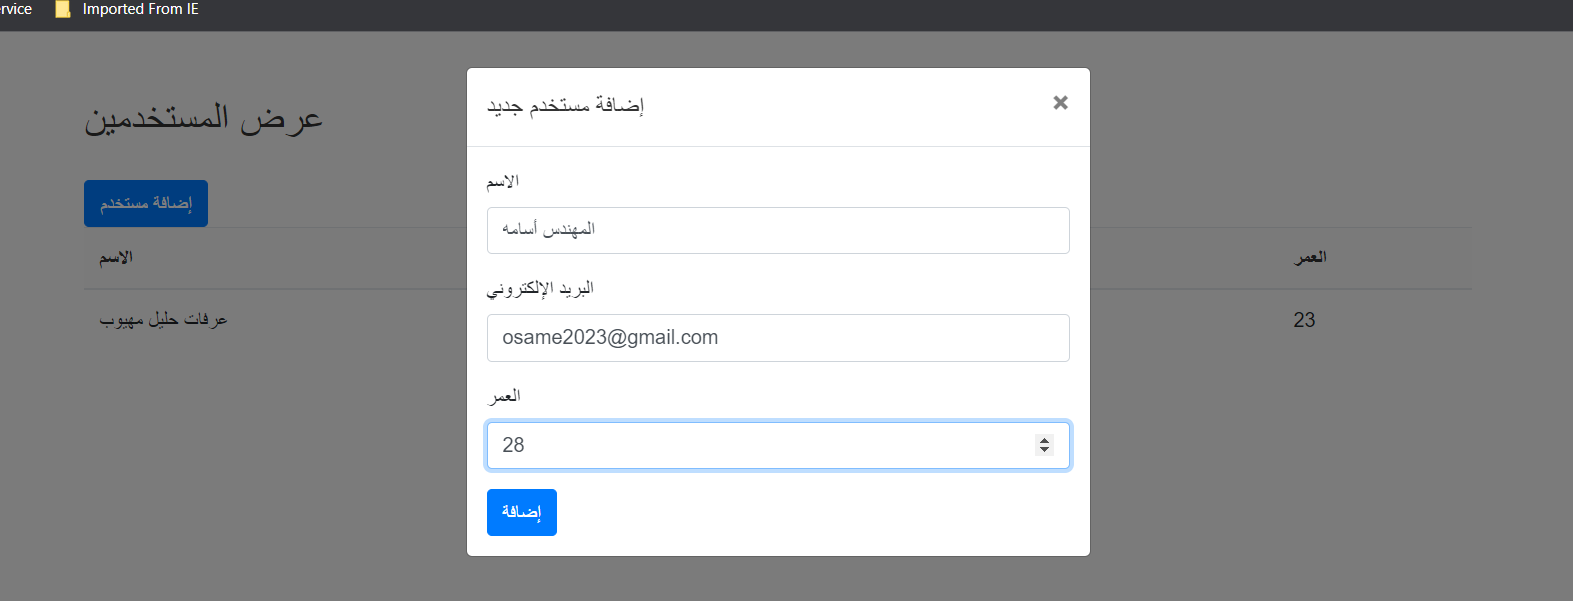 rvice Imported From IE
إضافة مستخدم جديد ×
عرض المستخدمين
الاسم
إضافة مستخدم
المهندس أسامه
الاسم العمر
البريد الإلكتروني
عرفات حليل مهيوب 23
osame2023@gmail.com
العمر
28
إضافة